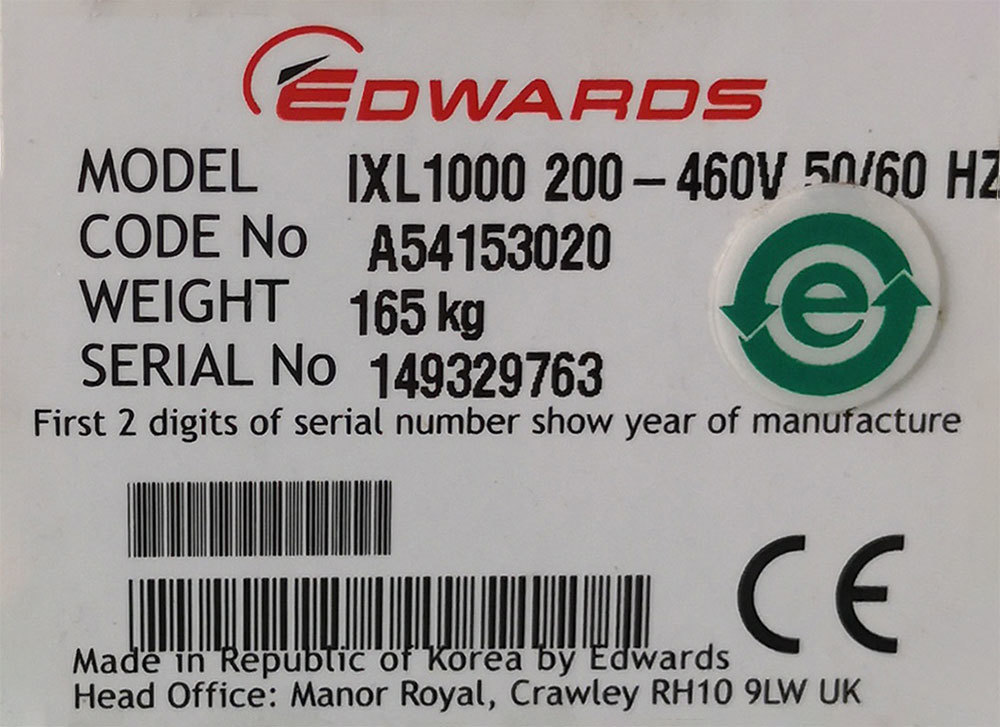 EDWARDS
MODEL IXL1000 200 – 460V 50/60 HZ
CODE No A54153020
WEIGHT 165 kg
SERIAL No 149329763
First 2 digits of serial number show year of manufacture
e
CE
Made in Republic of Korea by Edwards
Head Office: Manor Royal, Crawley RH10 9LW UK